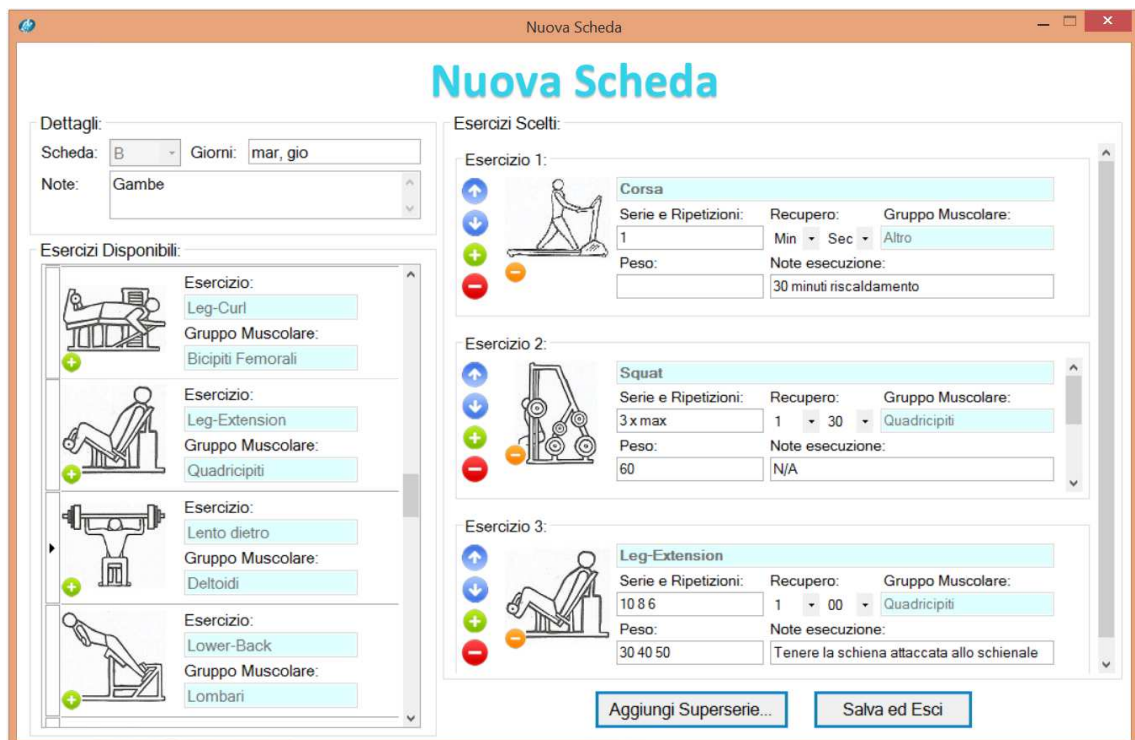 Nuova Scheda
Nuova Scheda
Dettagli:
Scheda: B Giorni: mar, gio
Note: Gambe
Esercizi Disponibili:
Esercizio:
Leg-Curl
Gruppo Muscolare:
Bicipiti Femorali
Esercizio:
Leg-Extension
Gruppo Muscolare:
Quadricipiti
Esercizio:
Lento dietro
Gruppo Muscolare:
Deltoidi
Esercizio:
Lower-Back
Gruppo Muscolare:
Lombari
Esercizi Scelti:
Esercizio 1:
Corsa
Serie e Ripetizioni: Recupero: Gruppo Muscolare:
1 Min Sec Altro
Peso: Note esecuzione:
30 minuti riscaldamento
Esercizio 2:
Squat
Serie e Ripetizioni: Recupero: Gruppo Muscolare:
3 x max 1 30 Quadricipiti
Peso: Note esecuzione:
60 N/A
Esercizio 3:
Leg-Extension
Serie e Ripetizioni: Recupero: Gruppo Muscolare:
10 8 6 1 00 Quadricipiti
Peso: Note esecuzione:
30 40 50 Tenere la schiena attaccata allo schienale
Aggiungi Superserie... Salva ed Esci